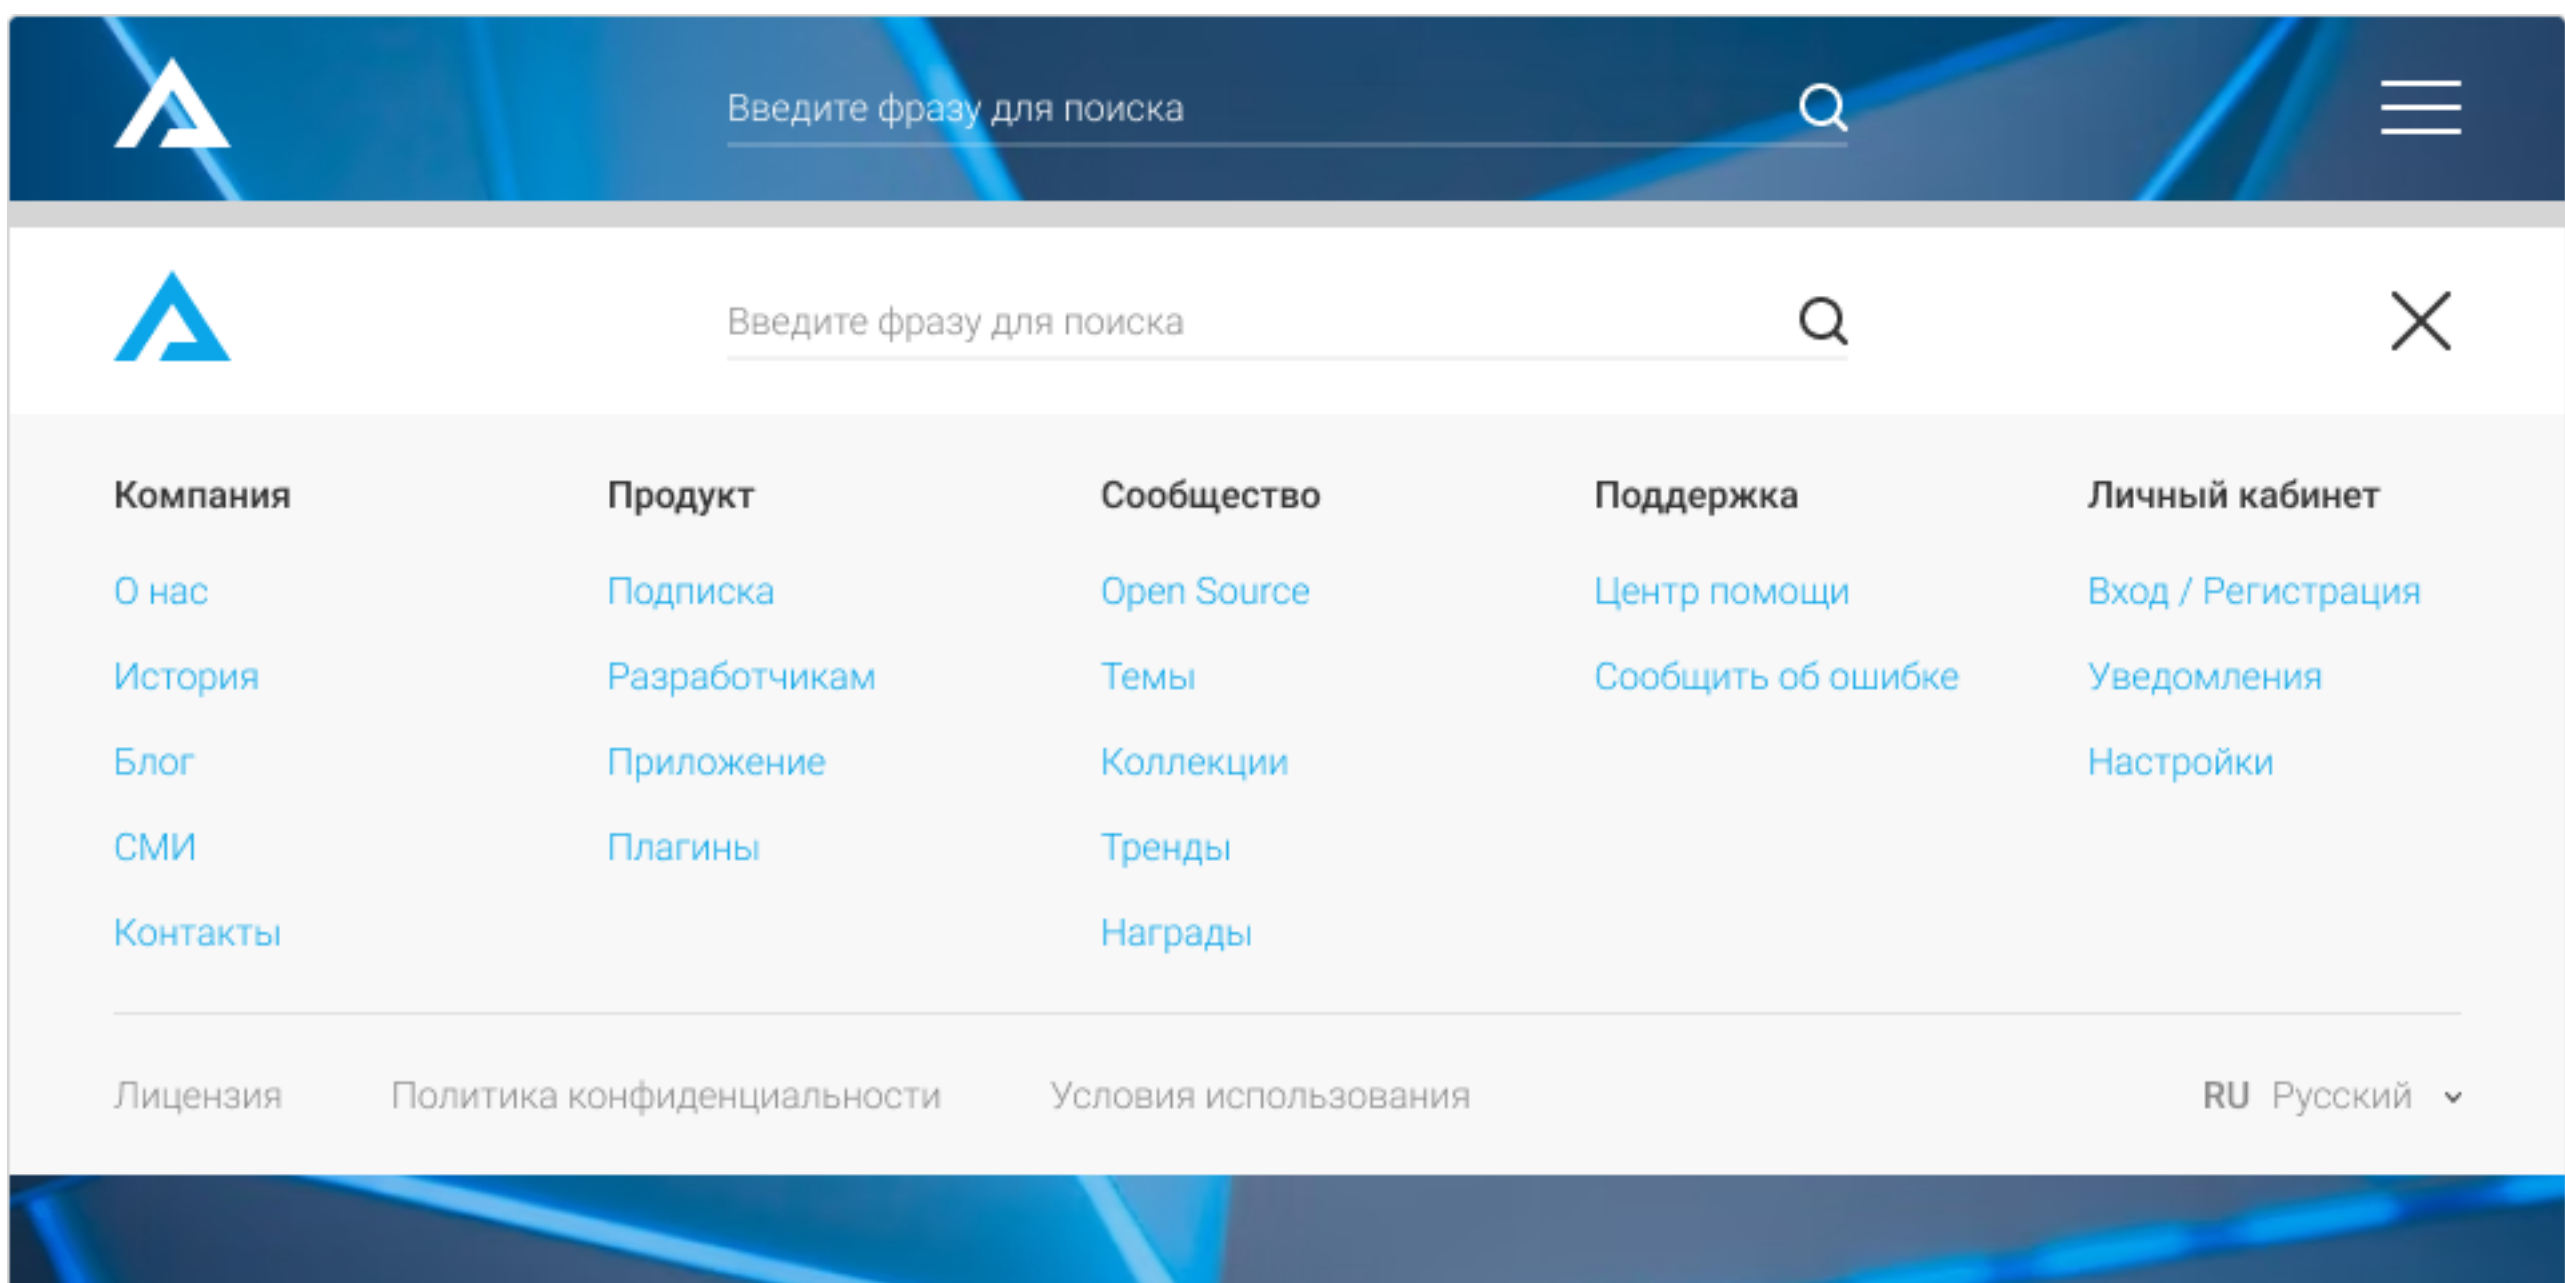 Введите фразу для поиска
Введите фразу для поиска
Компания
О нас
История
Блог
СМИ
Контакты
Продукт
Подписка
Разработчикам
Приложение
Плагины
Сообщество
Open Source
Темы
Коллекции
Тренды
Награды
Поддержка
Центр помощи
Сообщить об ошибке
Личный кабинет
Вход / Регистрация
Уведомления
Настройки
Лицензия
Политика конфиденциальности
Условия использования
RU Русский